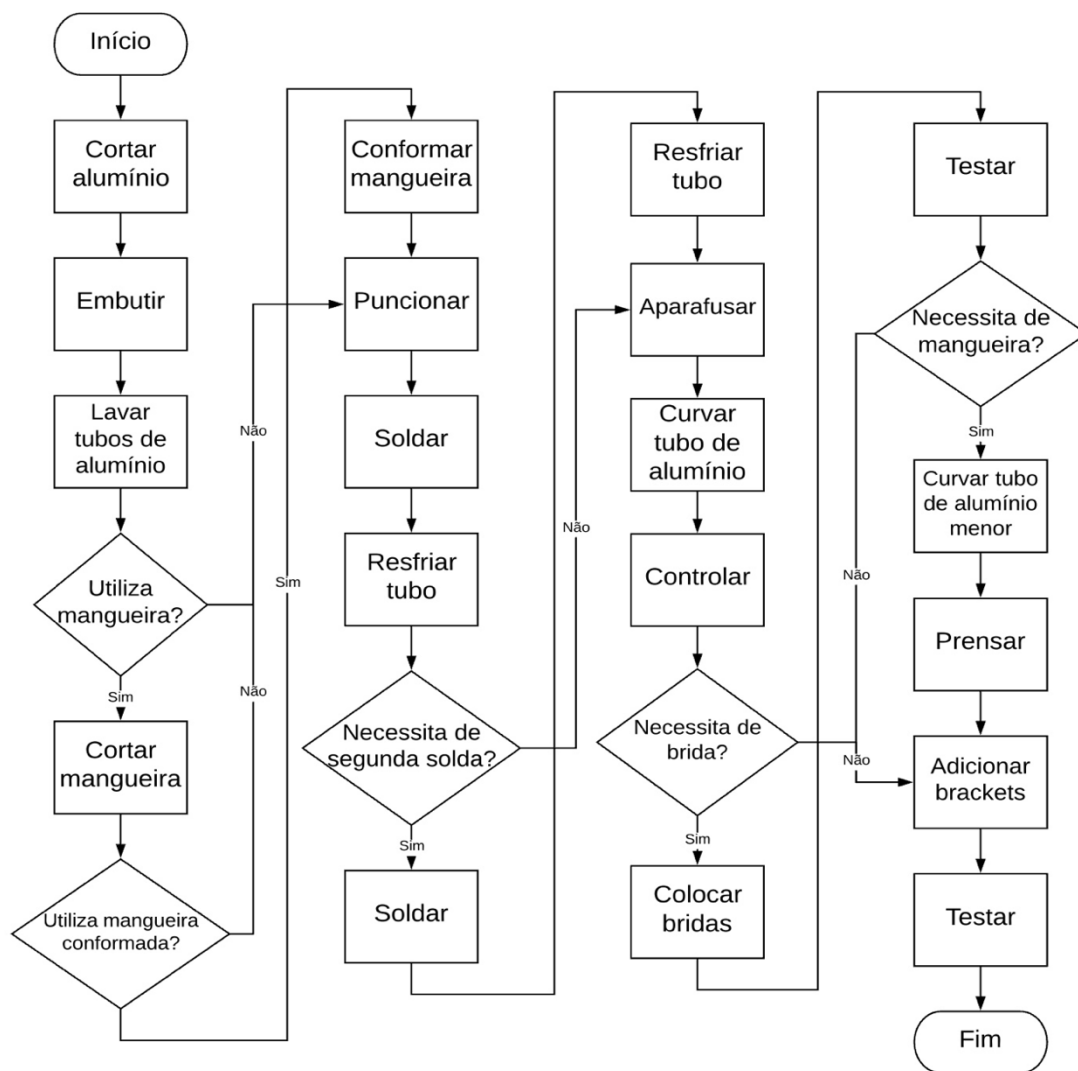 Início
Cortar
alumínio
Embutir
Lavar
tubos de
alumínio
Utiliza
mangueira?
Não
Sim
Cortar
mangueira
Utiliza mangueira
conformada?
Não
Sim
Conformar
mangueira
Puncionar
Soldar
Resfriar
tubo
Necessita de
segunda solda?
Não
Sim
Soldar
Resfriar
tubo
Aparafusar
Curvar
tubo de
alumínio
Controlar
Necessita de
brida?
Não
Sim
Colocar
bridas
Testar
Necessita de
mangueira?
Não
Sim
Curvar tubo
de alumínio
menor
Prensar
Adicionar
brackets
Testar
Fim